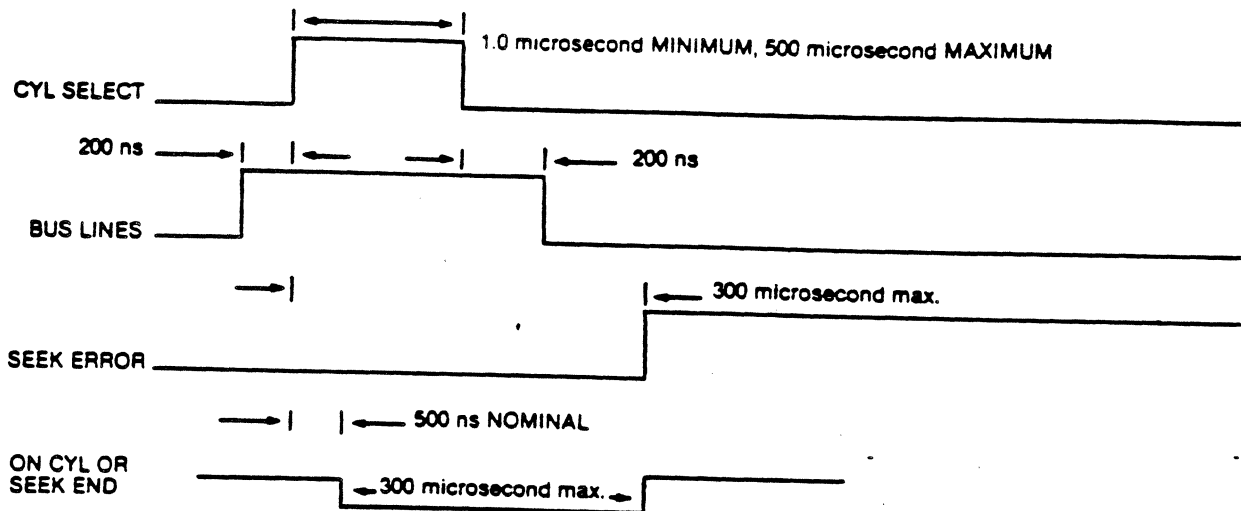 1.0 microsecond MINIMUM, 500 microsecond MAXIMUM
CYL SELECT
200 ns
200 ns
BUS LINES
300 microsecond max.
SEEK ERROR
500 ns NOMINAL
ON CYL OR
SEEK END
300 microsecond max.